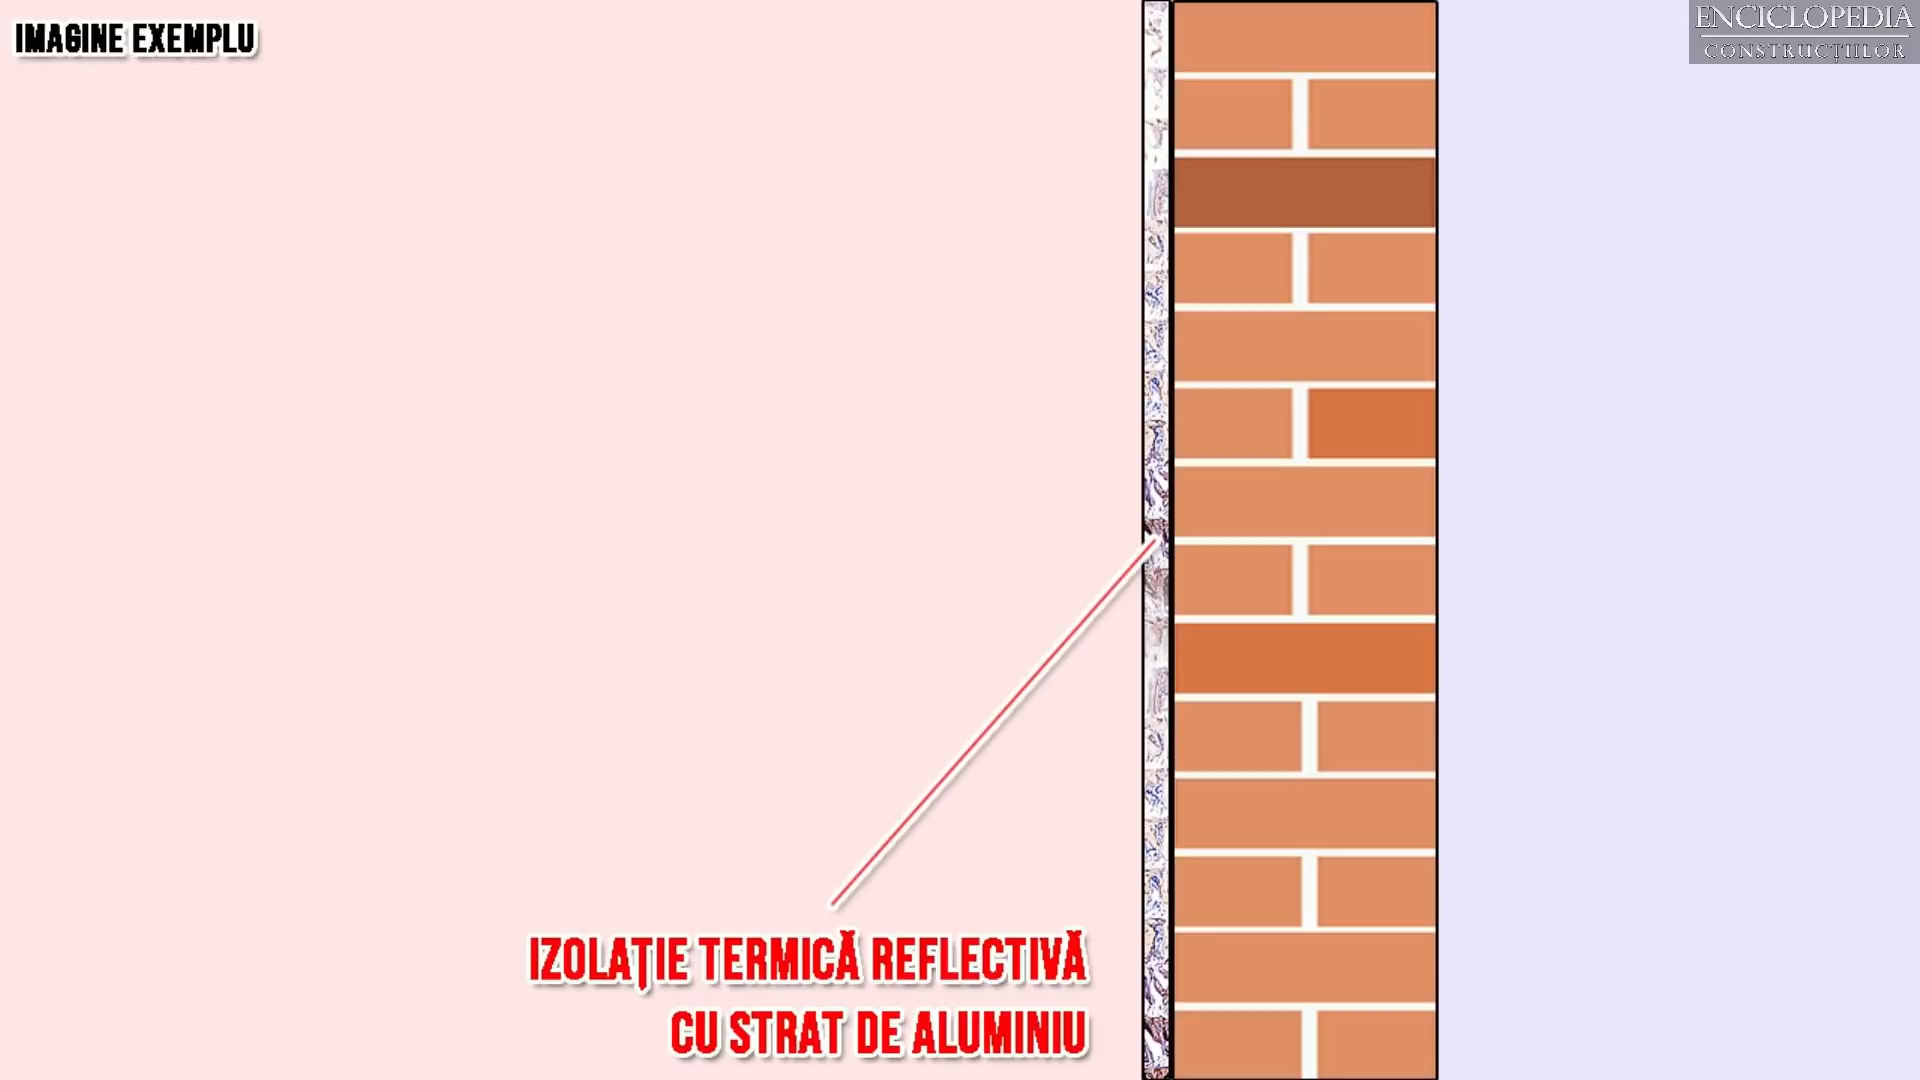 IMAGINE EXEMPLU
ENCICLOPEDIA
CONSTRUCȚIILOR
IZOLAȚIE TERMICĂ REFLECTIVĂ
CU STRAT DE ALUMINIU